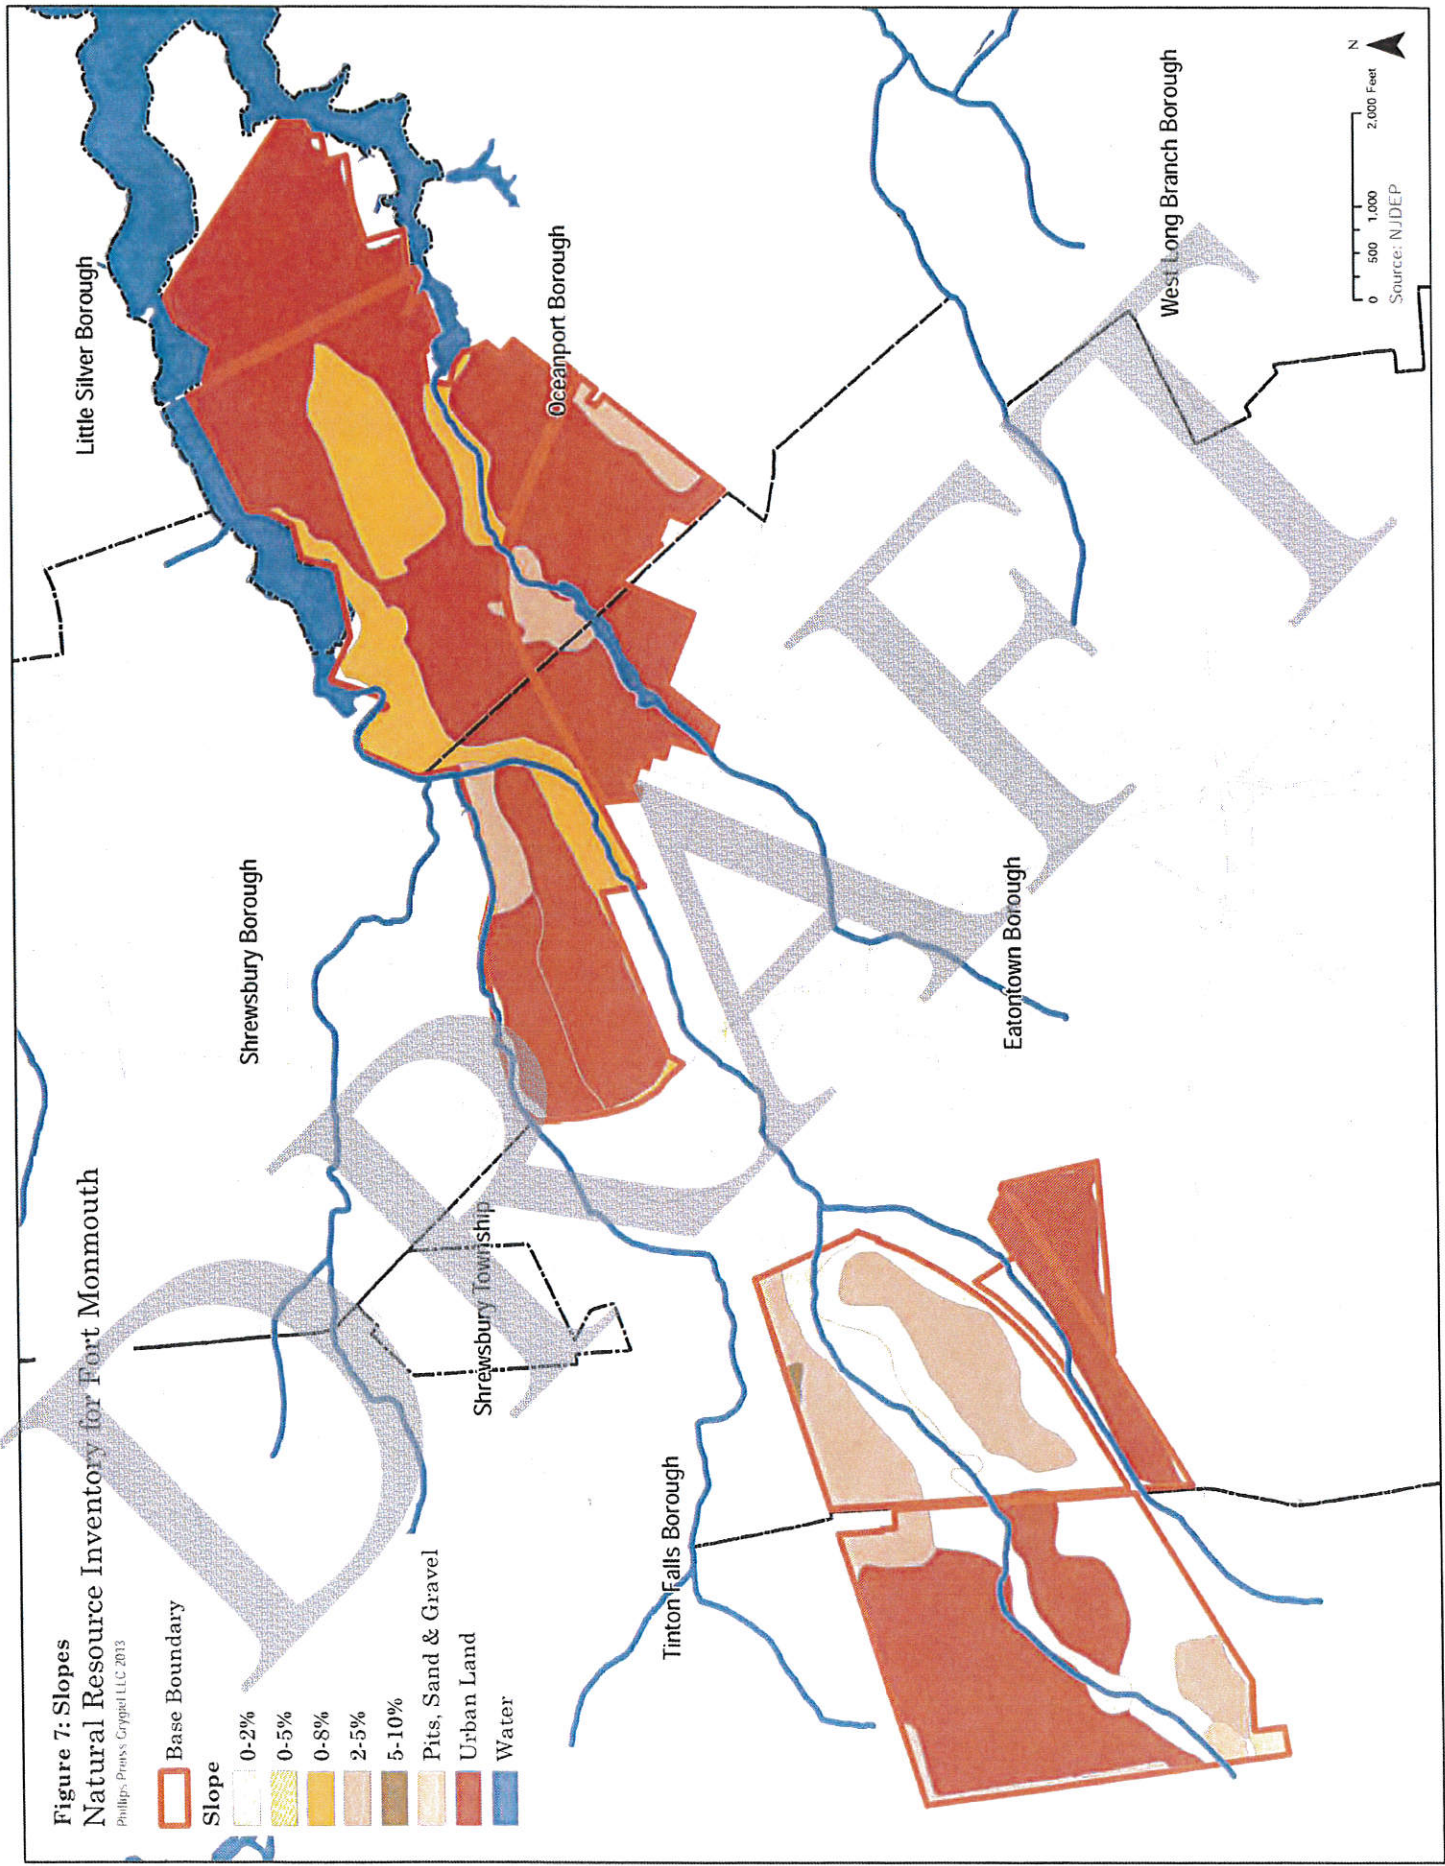 Figure 7: Slopes
Natural Resource Inventory for Fort Monmouth
Phillips Preiss Grygiel LLC 2013
Base Boundary
Slope
0-2%
0-5%
0-8%
2-5%
5-10%
Pits, Sand & Gravel
Urban Land
Water
Little Silver Borough
Oceanport Borough
Shrewsbury Borough
Shrewsbury Township
Tinton Falls Borough
Eatontown Borough
West Long Branch Borough
N
0 500 1,000 2,000 Feet
Source: NJDEP
DRAFT